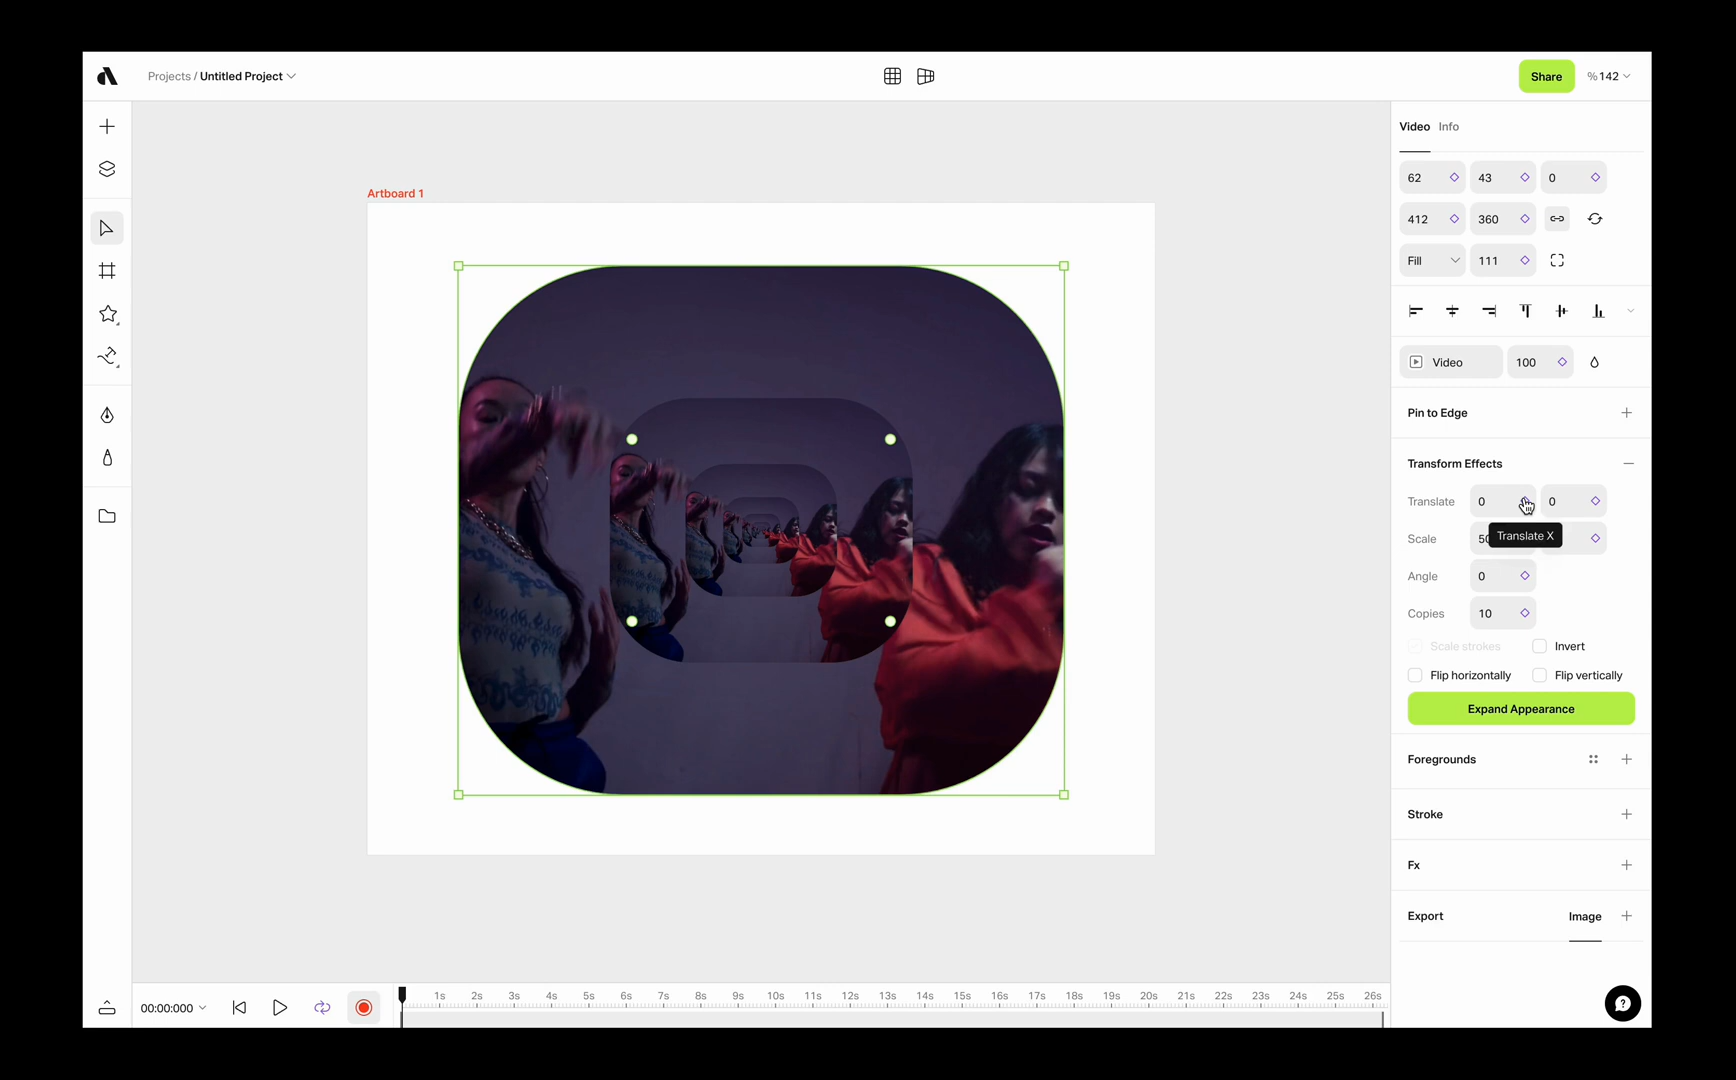 Projects / Untitled Project
Share
% 142
Video Info
62 43 0
412 360
Fill 111
Artboard 1
Video 100
Pin to Edge
Transform Effects
Translate 0 0
Translate X
Scale
Angle 0
Copies 10
Scale strokes Invert
Flip horizontally Flip vertically
Expand Appearance
Foregrounds
Stroke
Fx
Export Image
00:00:000
1s 2s 3s 4s 5s 6s 7s 8s 9s 10s 11s 12s 13s 14s 15s 16s 17s 18s 19s 20s 21s 22s 23s 24s 25s 26s